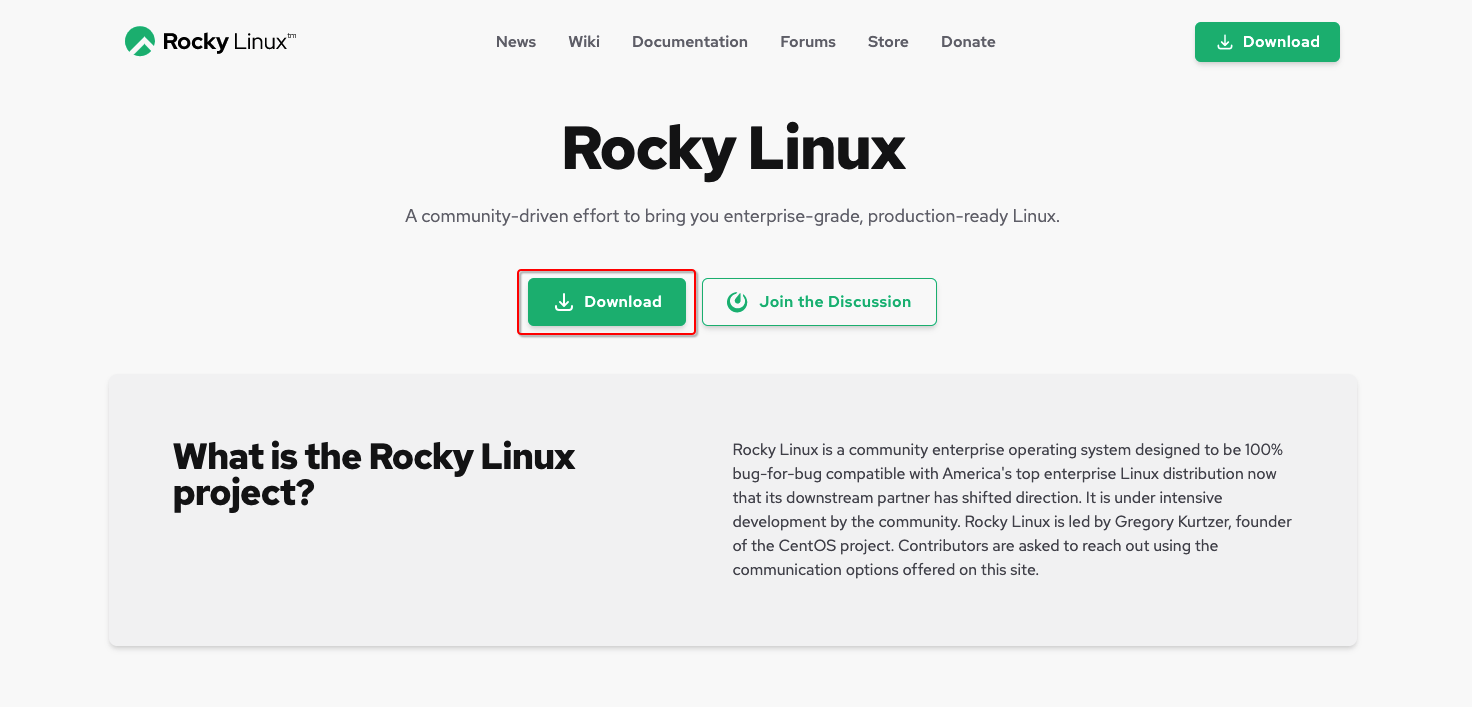 Rocky Linux™
News Wiki Documentation Forums Store Donate
Download
Rocky Linux
A community-driven effort to bring you enterprise-grade, production-ready Linux.
Download
Join the Discussion
What is the Rocky Linux
project?
Rocky Linux is a community enterprise operating system designed to be 100%
bug-for-bug compatible with America's top enterprise Linux distribution now
that its downstream partner has shifted direction. It is under intensive
development by the community. Rocky Linux is led by Gregory Kurtzer, founder
of the CentOS project. Contributors are asked to reach out using the
communication options offered on this site.